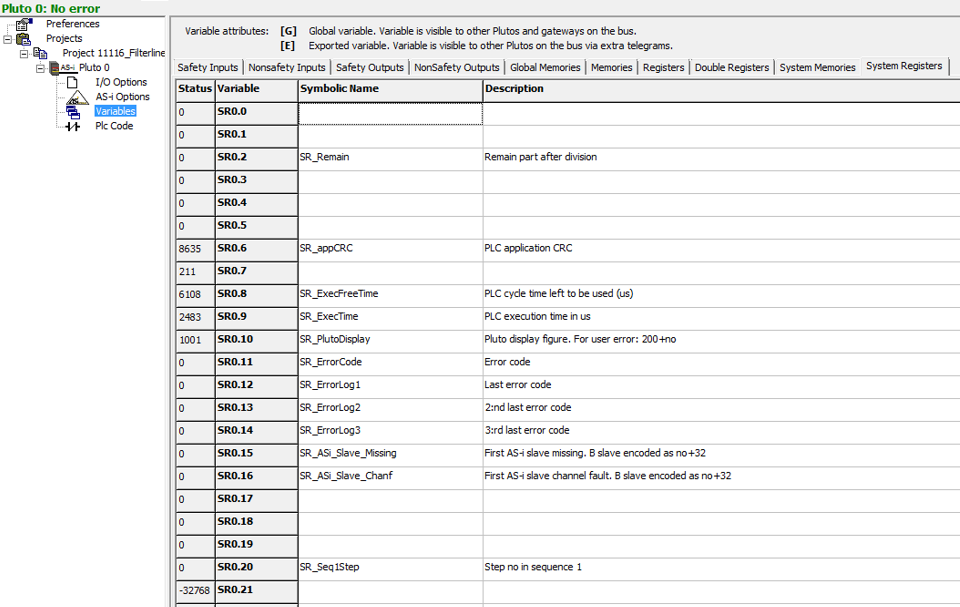 Pluto 0: No error
Preferences
Projects
Project 11116_Filterline
AS-i Pluto 0
I/O Options
AS-i Options
Variables
Plc Code
Variable attributes: [G] Global variable. Variable is visible to other Plutos and gateways on the bus.
[E] Exported variable. Variable is visible to other Plutos on the bus via extra telegrams.
Safety Inputs Nonsafety Inputs Safety Outputs NonSafety Outputs Global Memories Memories Registers Double Registers System Memories System Registers
Status Variable Symbolic Name Description
0 SR0.0
0 SR0.1
0 SR0.2 SR_Remain Remain part after division
0 SR0.3
0 SR0.4
0 SR0.5
8635 SR0.6 SR_appCRC PLC application CRC
211 SR0.7
6108 SR0.8 SR_ExecFreeTime PLC cycle time left to be used (us)
2483 SR0.9 SR_ExecTime PLC execution time in us
1001 SR0.10 SR_PlutoDisplay Pluto display figure. For user error: 200+no
0 SR0.11 SR_ErrorCode Error code
0 SR0.12 SR_ErrorLog1 Last error code
0 SR0.13 SR_ErrorLog2 2:nd last error code
0 SR0.14 SR_ErrorLog3 3:rd last error code
0 SR0.15 SR_ASi_Slave_Missing First AS-i slave missing. B slave encoded as no+32
0 SR0.16 SR_ASi_Slave_Chanf First AS-i slave channel fault. B slave encoded as no+32
0 SR0.17
0 SR0.18
0 SR0.19
0 SR0.20 SR_Seq1Step Step no in sequence 1
-32768 SR0.21